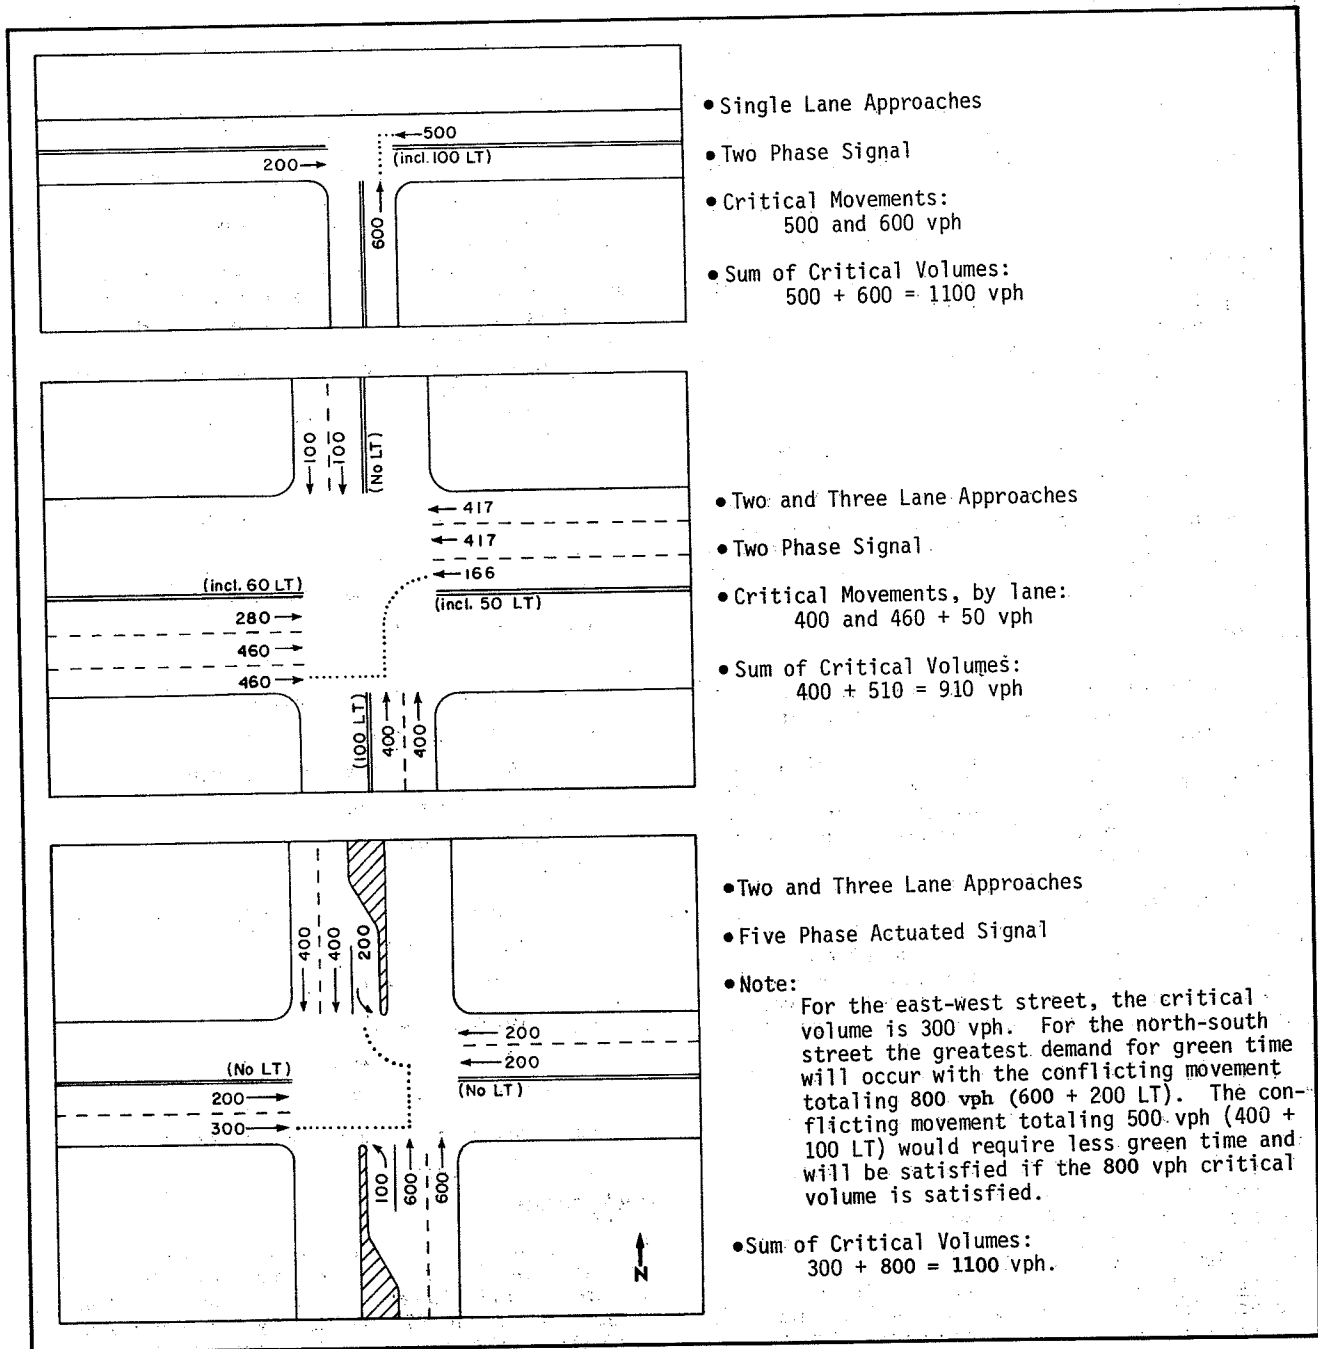 500
(incl. 100 LT)
200
600
• Single Lane Approaches
• Two Phase Signal
• Critical Movements:
500 and 600 vph
• Sum of Critical Volumes:
500 + 600 = 1100 vph
100
100
(No LT)
417
417
166
(incl. 50 LT)
(incl. 60 LT)
280
460
460
(100 LT)
400
400
• Two and Three Lane Approaches
• Two Phase Signal
• Critical Movements, by lane:
400 and 460 + 50 vph
• Sum of Critical Volumes:
400 + 510 = 910 vph
400
400
200
200
200
(No LT)
(No LT)
200
300
100
600
600
N
• Two and Three Lane Approaches
• Five Phase Actuated Signal
• Note:
For the east-west street, the critical
volume is 300 vph. For the north-south
street the greatest demand for green time
will occur with the conflicting movement
totaling 800 vph (600 + 200 LT). The con-
flicting movement totaling 500 vph (400 +
100 LT) would require less green time and
will be satisfied if the 800 vph critical
volume is satisfied.
• Sum of Critical Volumes:
300 + 800 = 1100 vph.